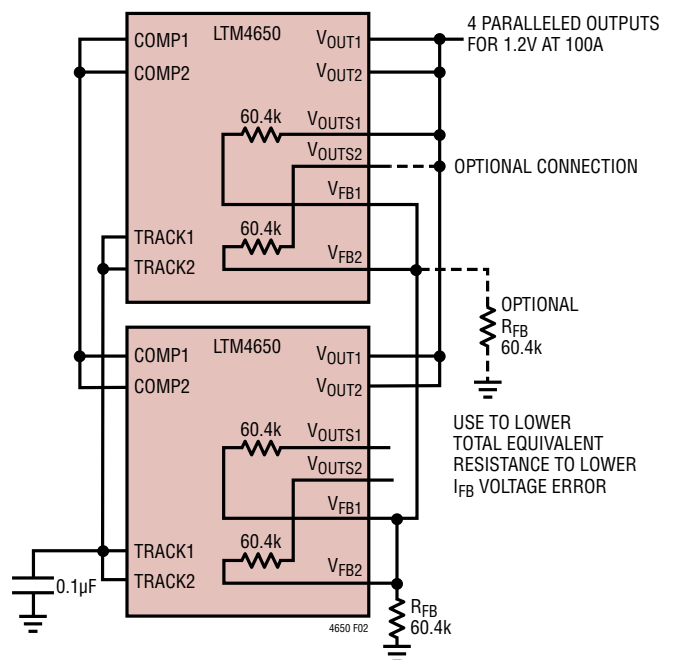 4 PARALLELED OUTPUTS
FOR 1.2V AT 100A
COMP1
LTM4650
VOUT1
COMP2
VOUT2
60.4k
VOUTS1
VOUTS2
OPTIONAL CONNECTION
VFB1
60.4k
TRACK1
VFB2
TRACK2
OPTIONAL
RFB
60.4k
COMP1
LTM4650
VOUT1
COMP2
VOUT2
USE TO LOWER
TOTAL EQUIVALENT
RESISTANCE TO LOWER
IFB VOLTAGE ERROR
60.4k
VOUTS1
VOUTS2
VFB1
60.4k
TRACK1
VFB2
TRACK2
0.1µF
RFB
60.4k
4650 F02